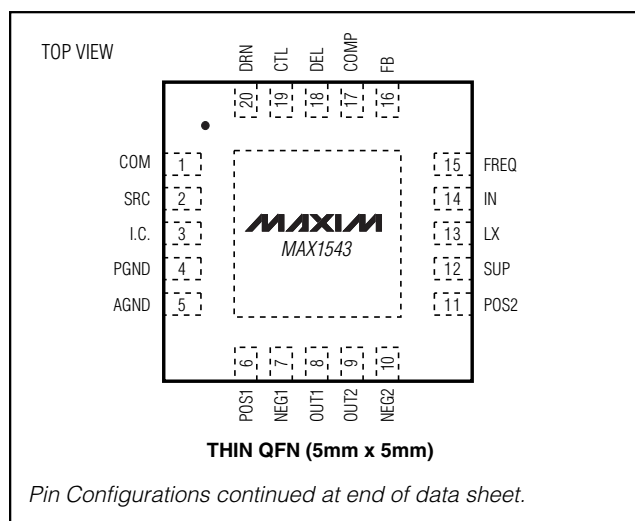 TOP VIEW
DRN
CTL
DEL
COMP
FB
20
19
18
17
16
COM 1
SRC 2
I.C. 3
PGND 4
AGND 5
MAXIM
MAX1543
15 FREQ
14 IN
13 LX
12 SUP
11 POS2
6
7
8
9
10
POS1
NEG1
OUT1
OUT2
NEG2
THIN QFN (5mm x 5mm)
Pin Configurations continued at end of data sheet.